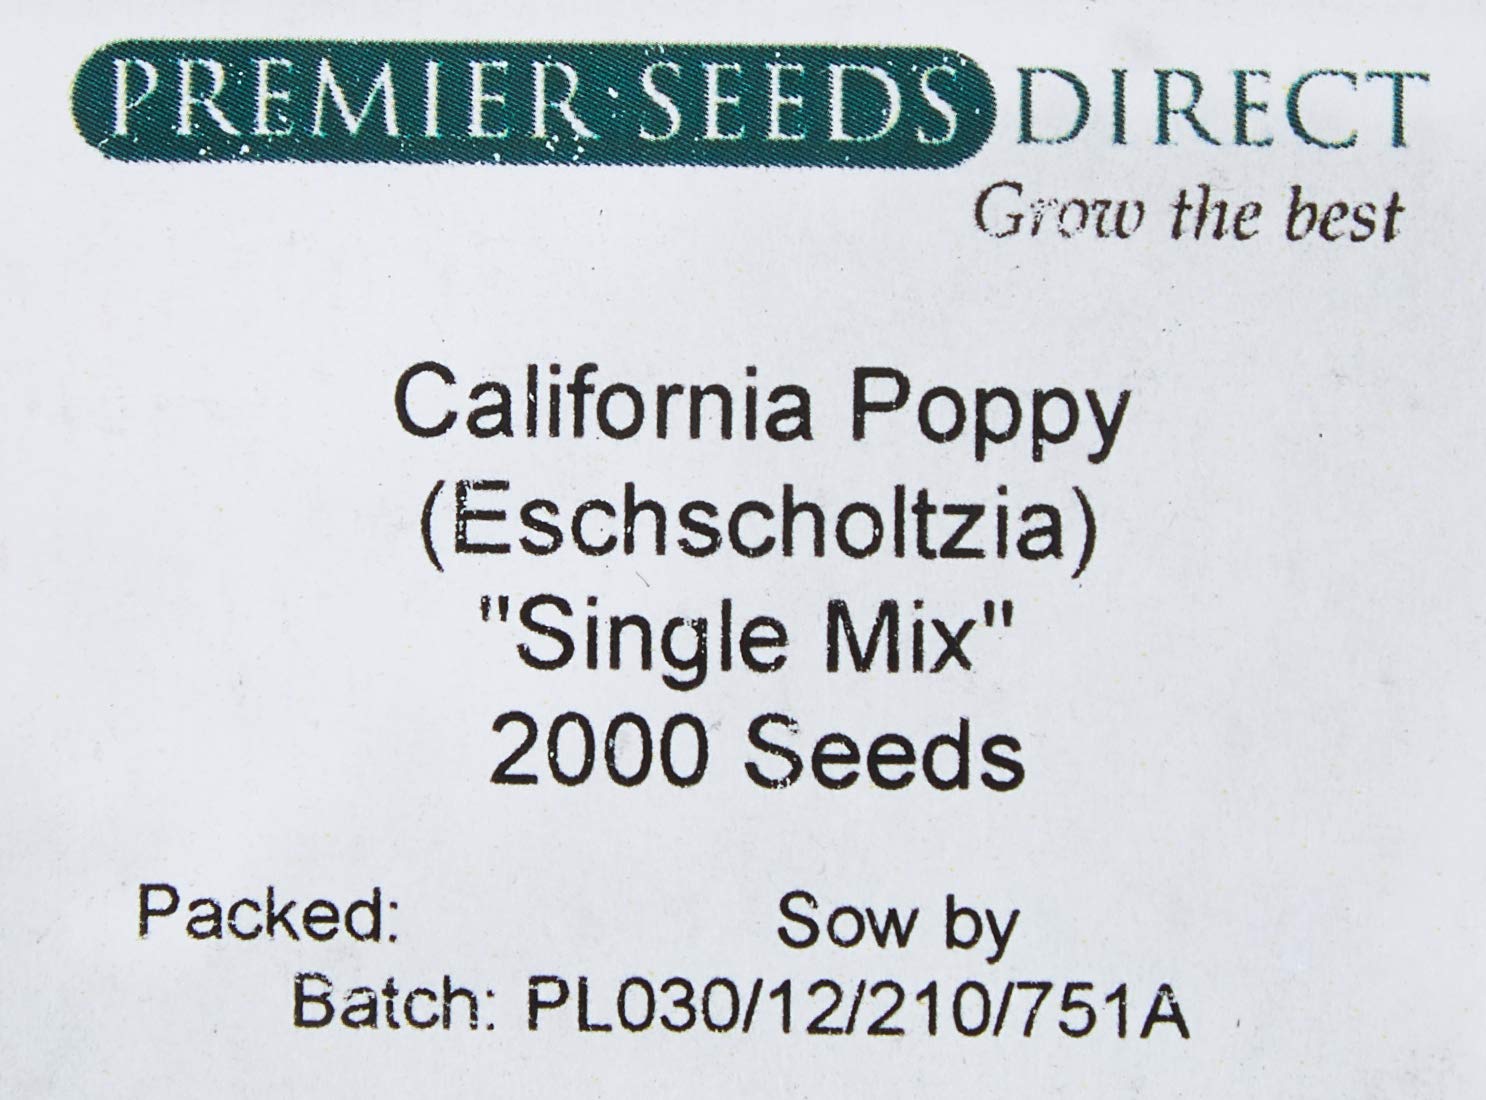 PREMIER SEEDS DIRECT
Grow the best
California Poppy
(Eschscholtzia)
"Single Mix"
2000 Seeds
Packed: Sow by
Batch: PL030/12/210/751A